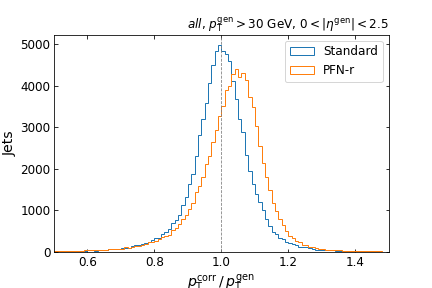 all, p_T^gen > 30 GeV, 0 < |η^gen| < 2.5
5000
4000
3000
2000
1000
0
Jets
Standard
PFN-r
0.6 0.8 1.0 1.2 1.4
p_T^corr / p_T^gen